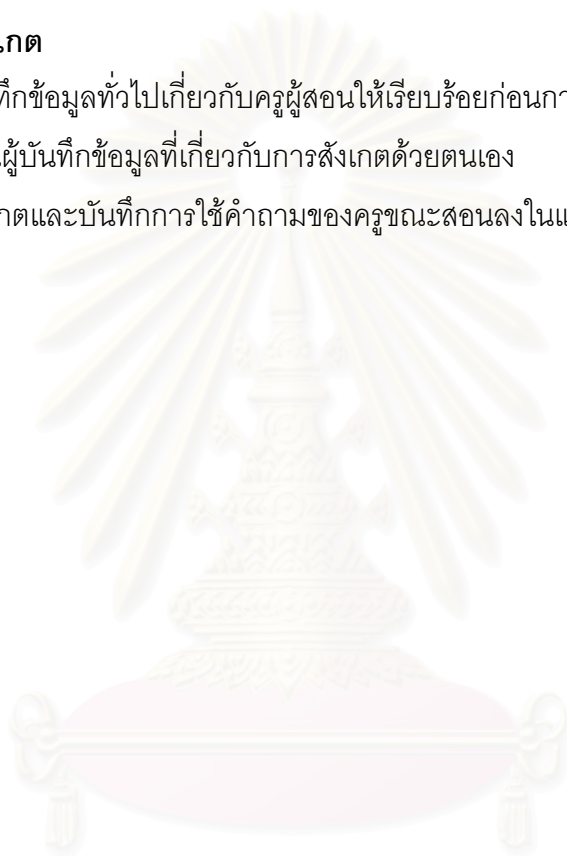 เกต
ทึกข้อมูลทั่วไปเกี่ยวกับครูผู้สอนให้เรียบร้อยก่อนกา
ผู้บันทึกข้อมูลที่เกี่ยวกับการสังเกตด้วยตนเอง
กตและบันทึกการใช้คำถามของครูขณะสอนลงในแ